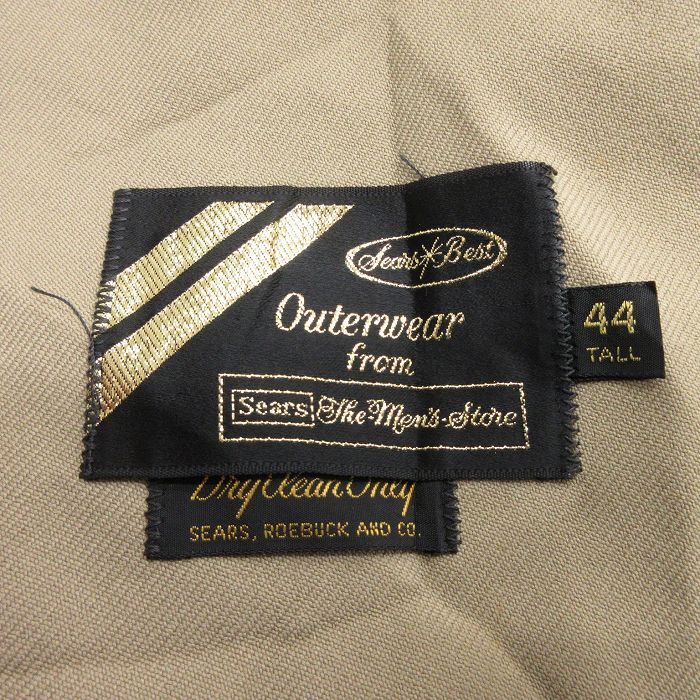 Sears*Best
Outerwear
from
Sears The-Men's-Store
44
TALL
Dry Clean Only
SEARS, ROEBUCK AND CO.